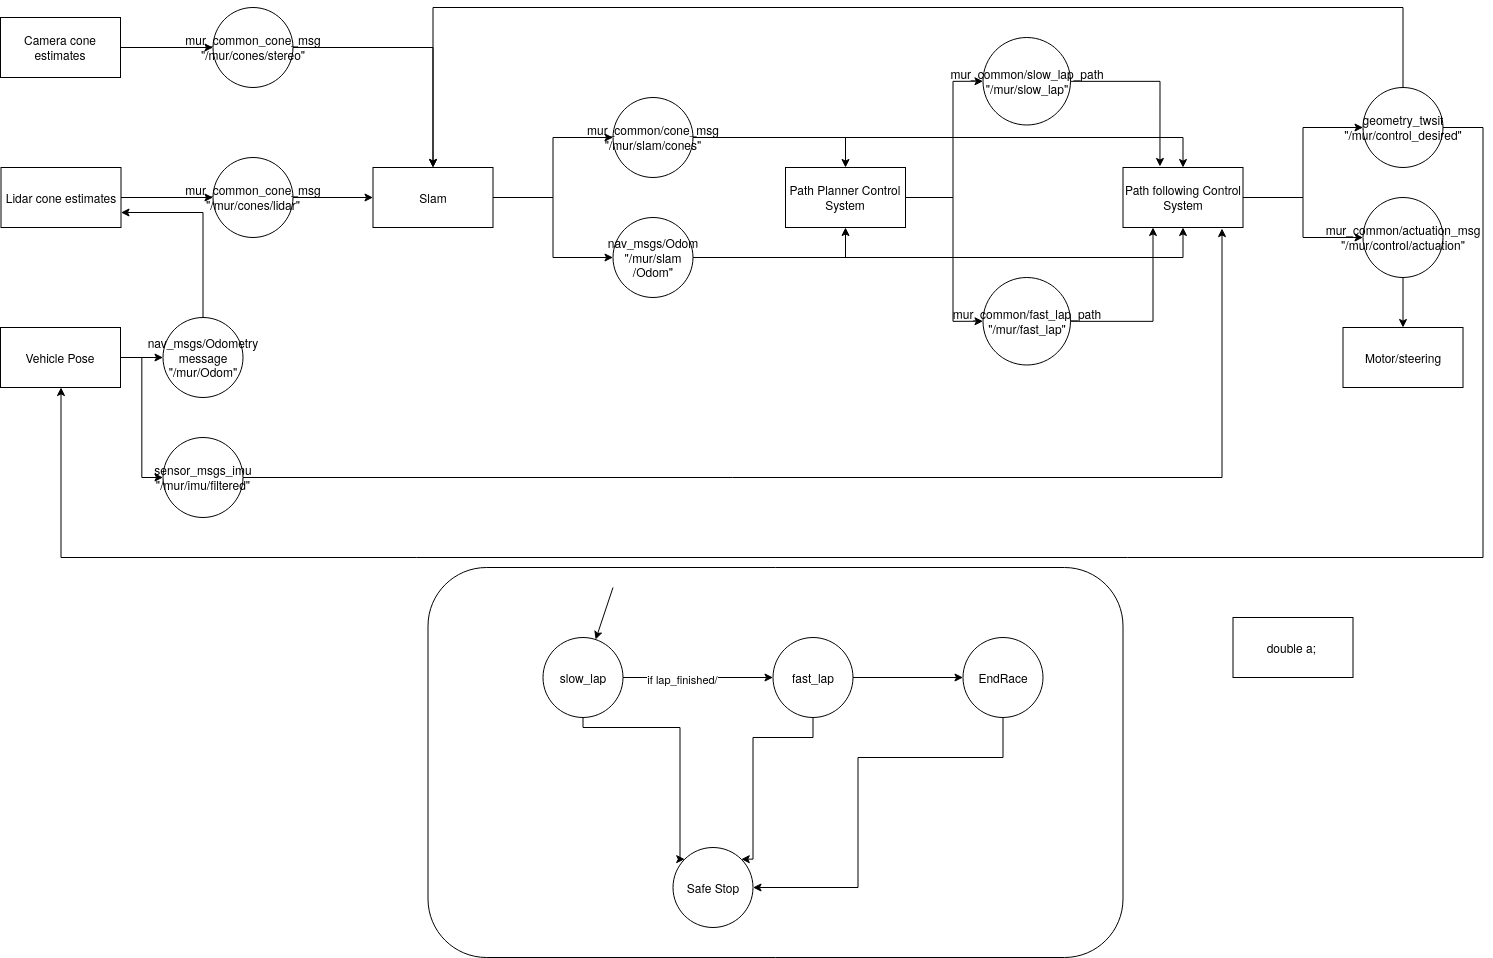 Camera cone
estimates
mur_common_cone_msg
"/mur/cones/stereo"
Lidar cone estimates
mur_common_cone_msg
"/mur/cones/lidar"
Slam
Vehicle Pose
nav_msgs/Odometry
message
"/mur/Odom"
sensor_msgs_imu
"/mur/imu/filtered"
mur_common/cone_msg
"/mur/slam/cones"
nav_msgs/Odom
"/mur/slam
/Odom"
Path Planner Control
System
mur_common/slow_lap_path
"/mur/slow_lap"
mur_common/fast_lap_path
"/mur/fast_lap"
Path following Control
System
geometry_twsit
"/mur/control_desired"
mur_common/actuation_msg
"/mur/control/actuation"
Motor/steering
slow_lap
if lap_finished/
fast_lap
EndRace
Safe Stop
double a;